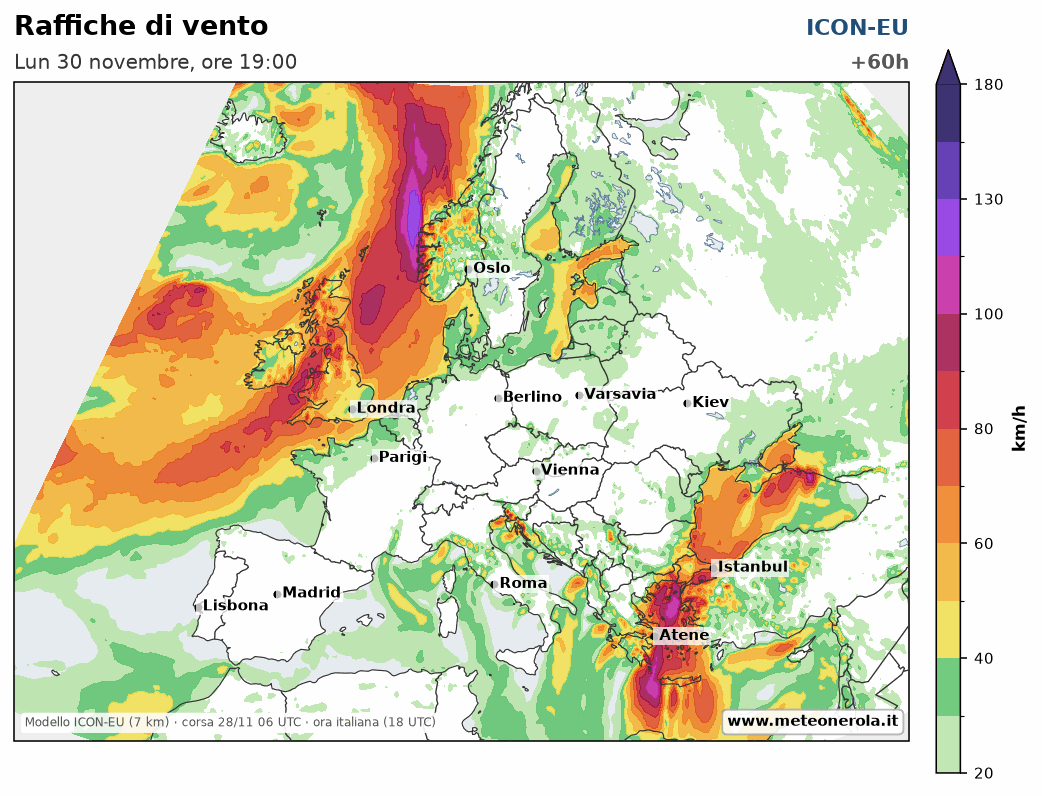 Raffiche di vento
ICON-EU
Lun 30 novembre, ore 19:00
+60h
180
130
100
80
60
40
20
km/h
Oslo
Londra
Berlino
Varsavia
Kiev
Parigi
Vienna
Istanbul
Roma
Madrid
Lisbona
Atene
Modello ICON-EU (7 km) · corsa 28/11 06 UTC · ora italiana (18 UTC)
www.meteonerola.it